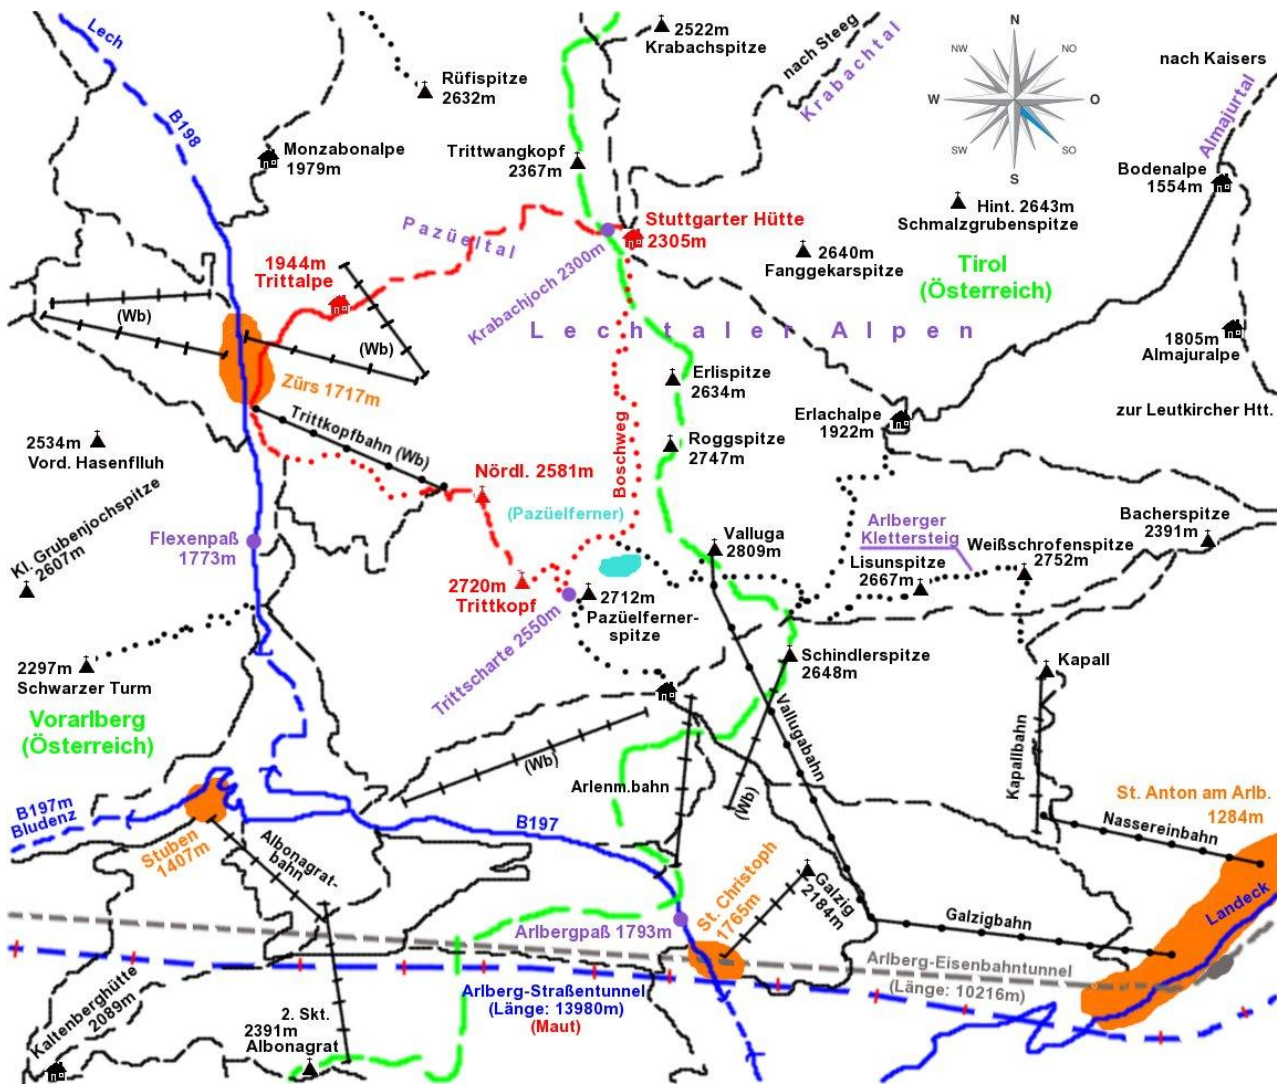 Lech
B198
2522m
Krabachspitze
nach Steeg
Krabachtal
N
NW
NO
W
O
SW
SO
S
nach Kaisers
Almajurtal
Rüfispitze
2632m
Monzabonalpe
1979m
Trittwangkopf
2367m
Bodenalpe
1554m
Hint. 2643m
Schmalzgrubenspitze
Pazüeltal
Stuttgarter Hütte
2305m
2640m
Fanggekarspitze
Tirol
(Österreich)
1944m
Trittalpe
Krabachjoch 2300m
(Wb)
(Wb)
Lechtaler Alpen
1805m
Almajuralpe
Zürs 1717m
Erlispitze
2634m
Trittkopfbahn (Wb)
Erlachalpe
1922m
zur Leutkircher Htt.
2534m
Vord. Hasenflluh
Roggspitze
2747m
Boschweg
Nördl. 2581m
Kl. Grubenjochspitze
2607m
(Pazüelferner)
Flexenpaß
1773m
Valluga
2809m
Arlberger
Klettersteig
Bacherspitze
2391m
Weißschrofenspitze
2752m
Lisunspitze
2667m
2720m
Trittkopf
2712m
Pazüelferner-
spitze
Trittscharte 2550m
2297m
Schwarzer Turm
Schindlerspitze
2648m
Kapall
Vorarlberg
(Österreich)
(Wb)
Vallugabahn
Kapallbahn
Arlenm.bahn
(Wb)
B197m
Bludenz
B197
St. Anton am Arlb.
1284m
Nassereinbahn
Stuben
1407m
Albonagrat-
bahn
St. Christoph
1765m
Galzig
2184m
Landeck
Arlbergpaß 1793m
Galzigbahn
Arlberg-Eisenbahntunnel
(Länge: 10216m)
Arlberg-Straßentunnel
(Länge: 13980m)
(Maut)
Kaltenberghütte
2089m
2. Skt.
2391m
Albonagrat